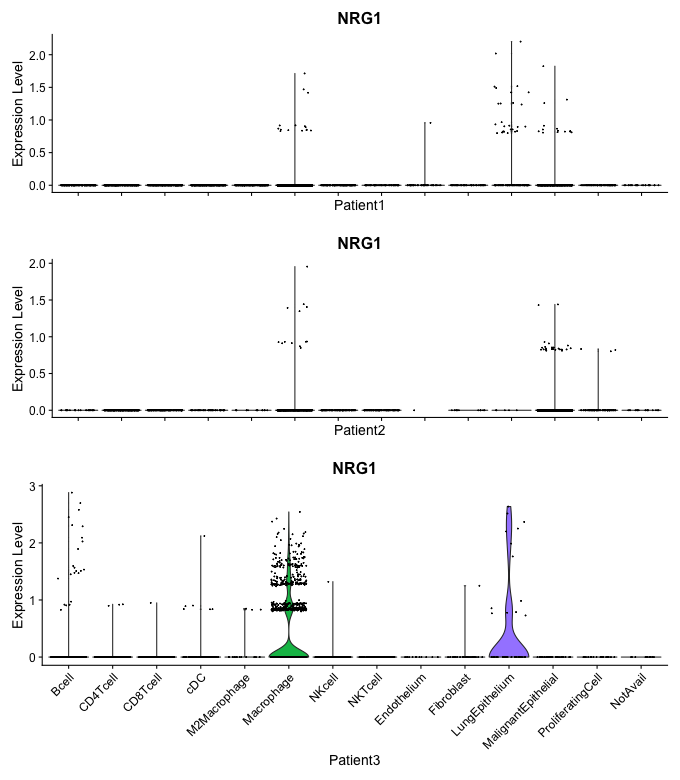 NRG1
Expression Level
2.0
1.5
1.0
0.5
0.0
Patient1
NRG1
Expression Level
2.0
1.5
1.0
0.5
0.0
Patient2
NRG1
Expression Level
3
2
1
0
Bcell
CD4Tcell
CD8Tcell
cDC
M2Macrophage
Macrophage
NKcell
NKTcell
Endothelium
Fibroblast
LungEpithelium
MalignantEpithelial
ProliferatingCell
NotAvail
Patient3